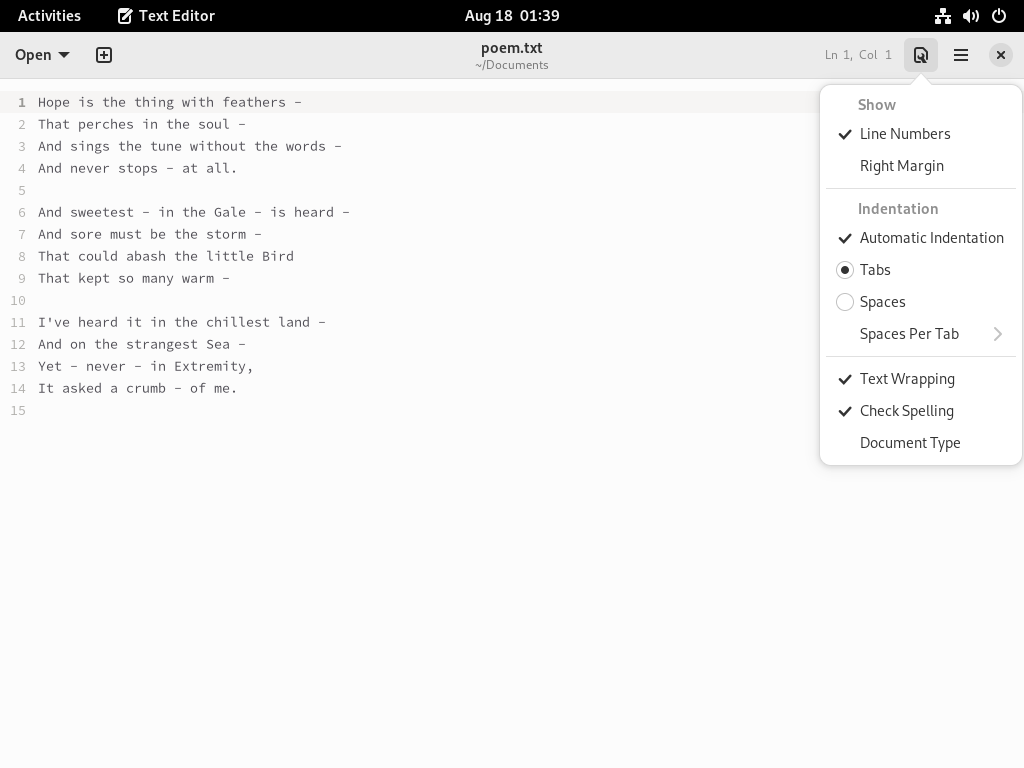 Activities
Text Editor
Aug 18 01:39
Open
poem.txt
~/Documents
Ln 1, Col 1
1 Hope is the thing with feathers –
2 That perches in the soul –
3 And sings the tune without the words –
4 And never stops – at all.
5
6 And sweetest – in the Gale – is heard –
7 And sore must be the storm –
8 That could abash the little Bird
9 That kept so many warm –
10
11 I've heard it in the chillest land –
12 And on the strangest Sea –
13 Yet – never – in Extremity,
14 It asked a crumb – of me.
15
Show
Line Numbers
Right Margin
Indentation
Automatic Indentation
Tabs
Spaces
Spaces Per Tab
Text Wrapping
Check Spelling
Document Type